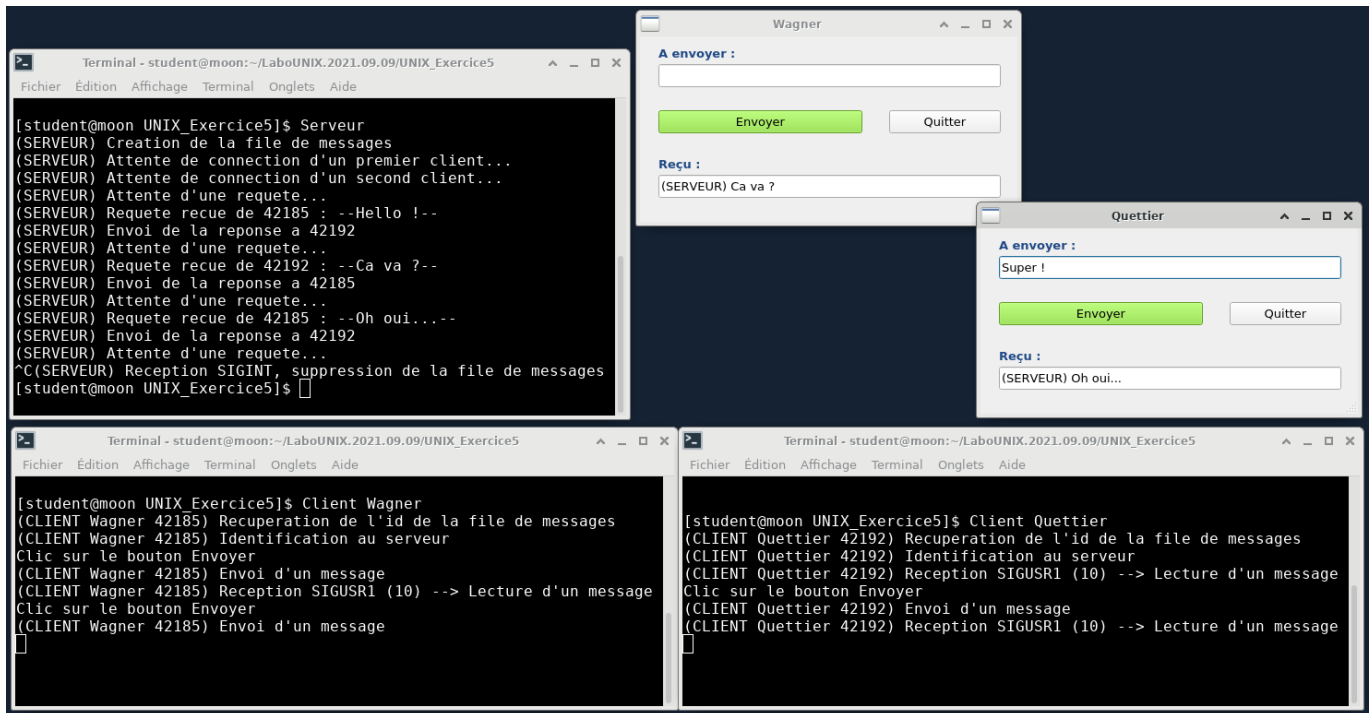 Terminal - student@moon:~/LaboUNIX.2021.09.09/UNIX_Exercice5
Fichier Édition Affichage Terminal Onglets Aide
[student@moon UNIX_Exercice5]$ Serveur
(SERVEUR) Creation de la file de messages
(SERVEUR) Attente de connection d'un premier client...
(SERVEUR) Attente de connection d'un second client...
(SERVEUR) Attente d'une requete...
(SERVEUR) Requete recue de 42185 : --Hello !--
(SERVEUR) Envoi de la reponse a 42192
(SERVEUR) Attente d'une requete...
(SERVEUR) Requete recue de 42192 : --Ca va ?--
(SERVEUR) Envoi de la reponse a 42185
(SERVEUR) Attente d'une requete...
(SERVEUR) Requete recue de 42185 : --Oh oui...--
(SERVEUR) Envoi de la reponse a 42192
(SERVEUR) Attente d'une requete...
^C(SERVEUR) Reception SIGINT, suppression de la file de messages
[student@moon UNIX_Exercice5]$
Wagner
A envoyer :
Envoyer Quitter
Reçu :
(SERVEUR) Ca va ?
Quettier
A envoyer :
Super !
Envoyer Quitter
Reçu :
(SERVEUR) Oh oui...
Terminal - student@moon:~/LaboUNIX.2021.09.09/UNIX_Exercice5
Fichier Édition Affichage Terminal Onglets Aide
[student@moon UNIX_Exercice5]$ Client Wagner
(CLIENT Wagner 42185) Recuperation de l'id de la file de messages
(CLIENT Wagner 42185) Identification au serveur
Clic sur le bouton Envoyer
(CLIENT Wagner 42185) Envoi d'un message
(CLIENT Wagner 42185) Reception SIGUSR1 (10) --> Lecture d'un message
Clic sur le bouton Envoyer
(CLIENT Wagner 42185) Envoi d'un message
Terminal - student@moon:~/LaboUNIX.2021.09.09/UNIX_Exercice5
Fichier Édition Affichage Terminal Onglets Aide
[student@moon UNIX_Exercice5]$ Client Quettier
(CLIENT Quettier 42192) Recuperation de l'id de la file de messages
(CLIENT Quettier 42192) Identification au serveur
(CLIENT Quettier 42192) Reception SIGUSR1 (10) --> Lecture d'un message
Clic sur le bouton Envoyer
(CLIENT Quettier 42192) Envoi d'un message
(CLIENT Quettier 42192) Reception SIGUSR1 (10) --> Lecture d'un message